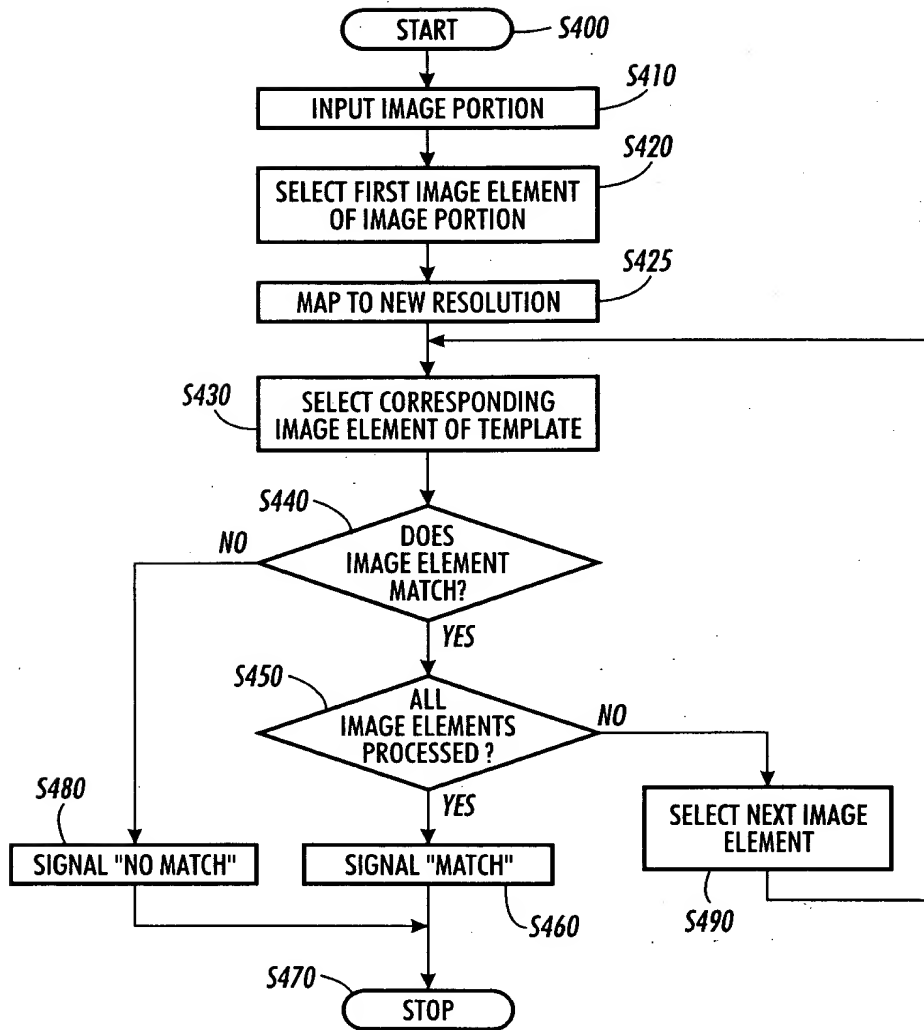 START
S400
S410
INPUT IMAGE PORTION
S420
SELECT FIRST IMAGE ELEMENT
OF IMAGE PORTION
S425
MAP TO NEW RESOLUTION
S430
SELECT CORRESPONDING
IMAGE ELEMENT OF TEMPLATE
S440
DOES
IMAGE ELEMENT
MATCH?
NO
YES
S450
ALL
IMAGE ELEMENTS
PROCESSED ?
NO
YES
S480
SIGNAL "NO MATCH"
SIGNAL "MATCH"
S460
SELECT NEXT IMAGE
ELEMENT
S490
S470
STOP